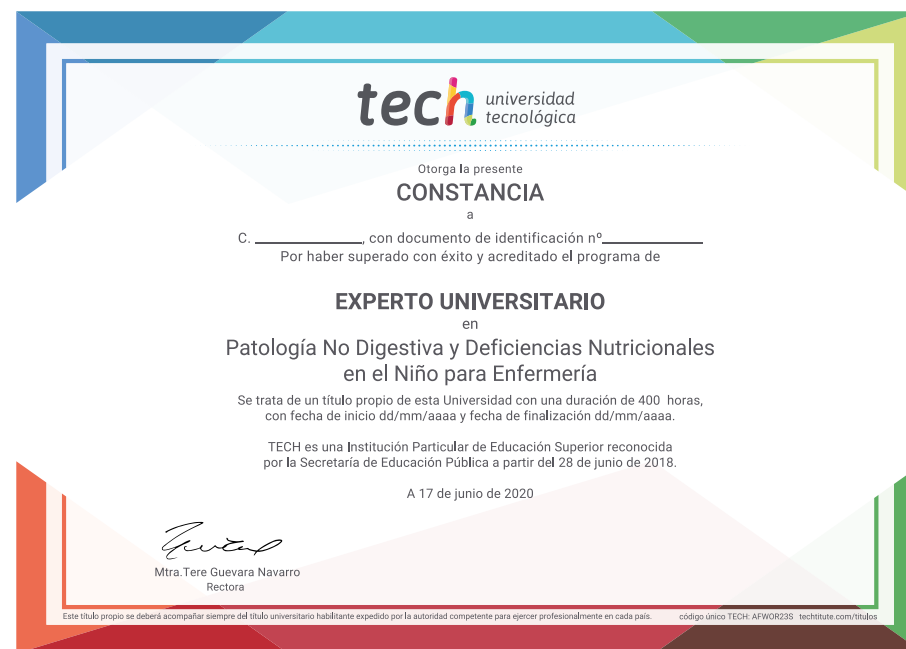 tech universidad
tecnológica
Otorga la presente
CONSTANCIA
a
C. ____________, con documento de identificación nº____________
Por haber superado con éxito y acreditado el programa de
EXPERTO UNIVERSITARIO
en
Patología No Digestiva y Deficiencias Nutricionales
en el Niño para Enfermería
Se trata de un título propio de esta Universidad con una duración de 400 horas,
con fecha de inicio dd/mm/aaaa y fecha de finalización dd/mm/aaaa.
TECH es una Institución Particular de Educación Superior reconocida
por la Secretaría de Educación Pública a partir del 28 de junio de 2018.
A 17 de junio de 2020
Mtra.Tere Guevara Navarro
Rectora
Este título propio se deberá acompañar siempre del título universitario habilitante expedido por la autoridad competente para ejercer profesionalmente en cada país. código único TECH: AFWOR23S techtitute.com/titulos